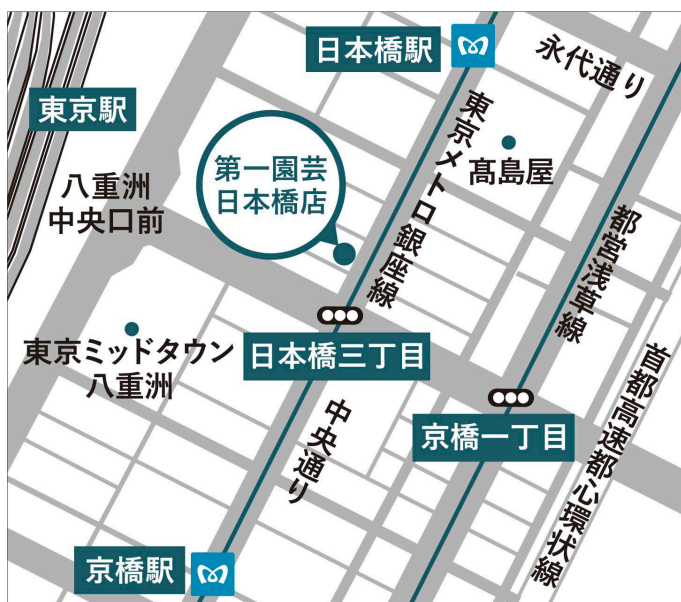 日本橋駅
永代通り
東京駅
第一園芸
日本橋店
東京メトロ銀座線
髙島屋
八重洲
中央口前
都営浅草線
東京ミッドタウン
八重洲
日本橋三丁目
首都高速都心環状線
中央通り
京橋一丁目
京橋駅